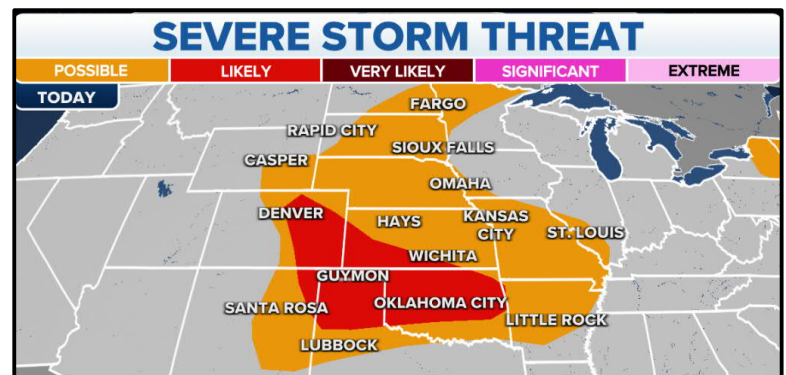 SEVERE STORM THREAT
POSSIBLE LIKELY VERY LIKELY SIGNIFICANT EXTREME
TODAY
FARGO
RAPID CITY
SIOUX FALLS
CASPER
OMAHA
DENVER
HAYS
KANSAS
CITY
ST. LOUIS
WICHITA
GUYMON
SANTA ROSA
OKLAHOMA CITY
LITTLE ROCK
LUBBOCK